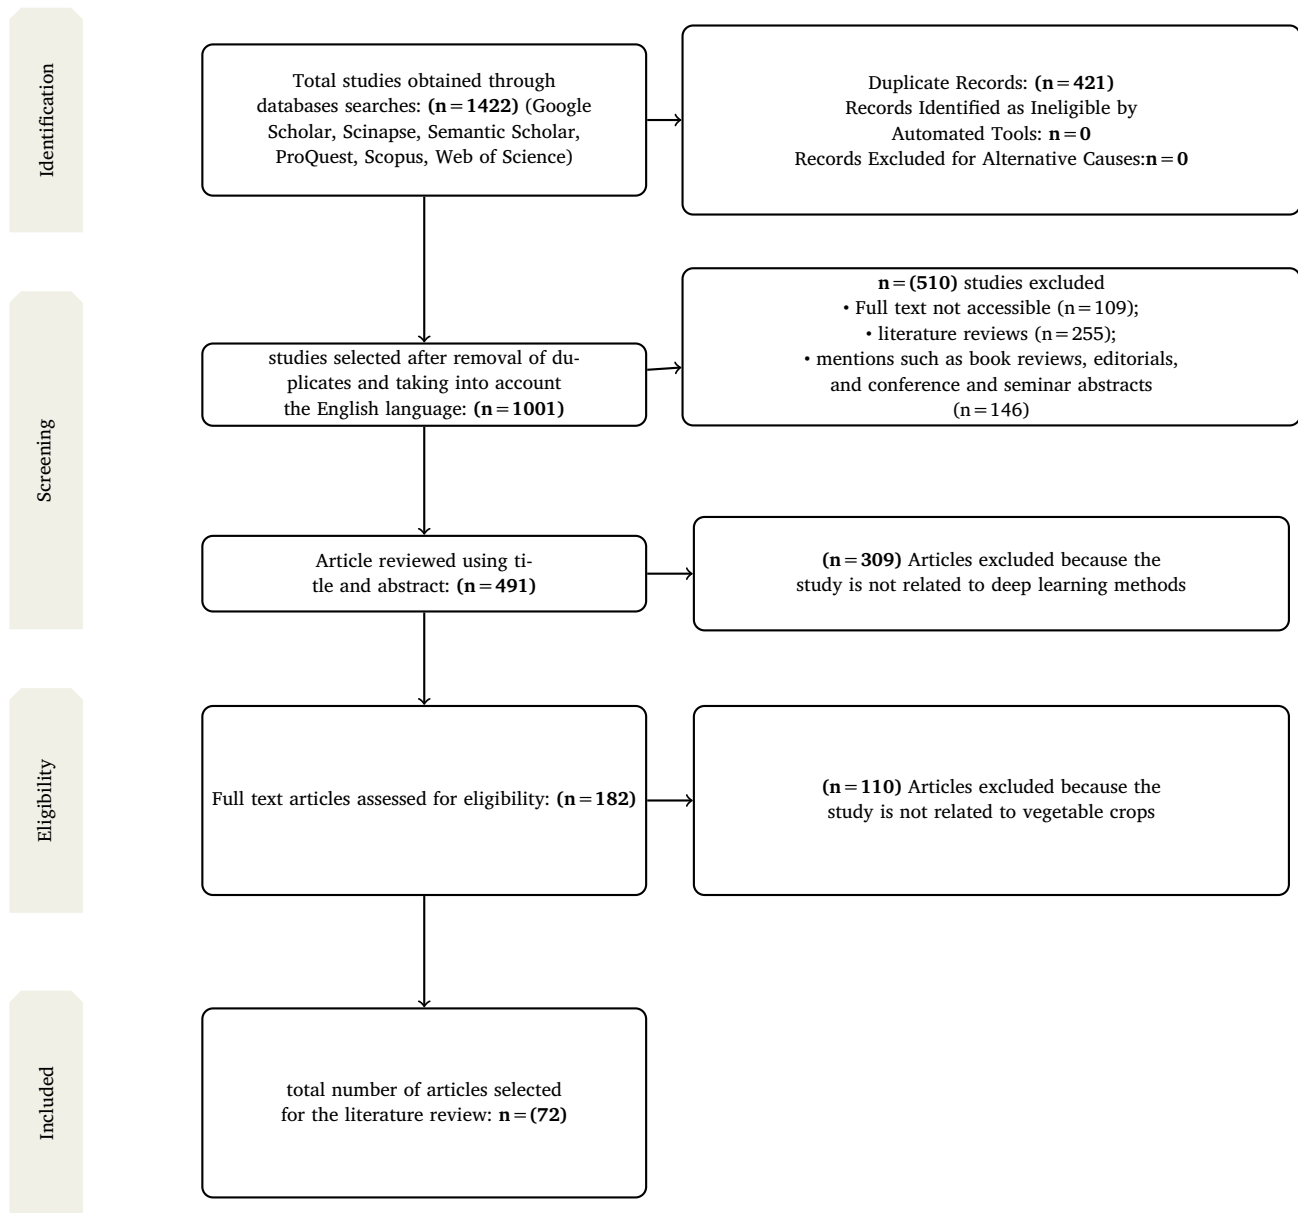 Identification
Total studies obtained through
databases searches: (n=1422) (Google
Scholar, Scinapse, Semantic Scholar,
ProQuest, Scopus, Web of Science)
Duplicate Records: (n=421)
Records Identified as Ineligible by
Automated Tools: n=0
Records Excluded for Alternative Causes:n=0
Screening
studies selected after removal of du-
plicates and taking into account
the English language: (n=1001)
n=(510) studies excluded
• Full text not accessible (n=109);
• literature reviews (n=255);
• mentions such as book reviews, editorials,
and conference and seminar abstracts
(n=146)
Article reviewed using ti-
tle and abstract: (n=491)
(n=309) Articles excluded because the
study is not related to deep learning methods
Eligibility
Full text articles assessed for eligibility: (n=182)
(n=110) Articles excluded because the
study is not related to vegetable crops
Included
total number of articles selected
for the literature review: n=(72)